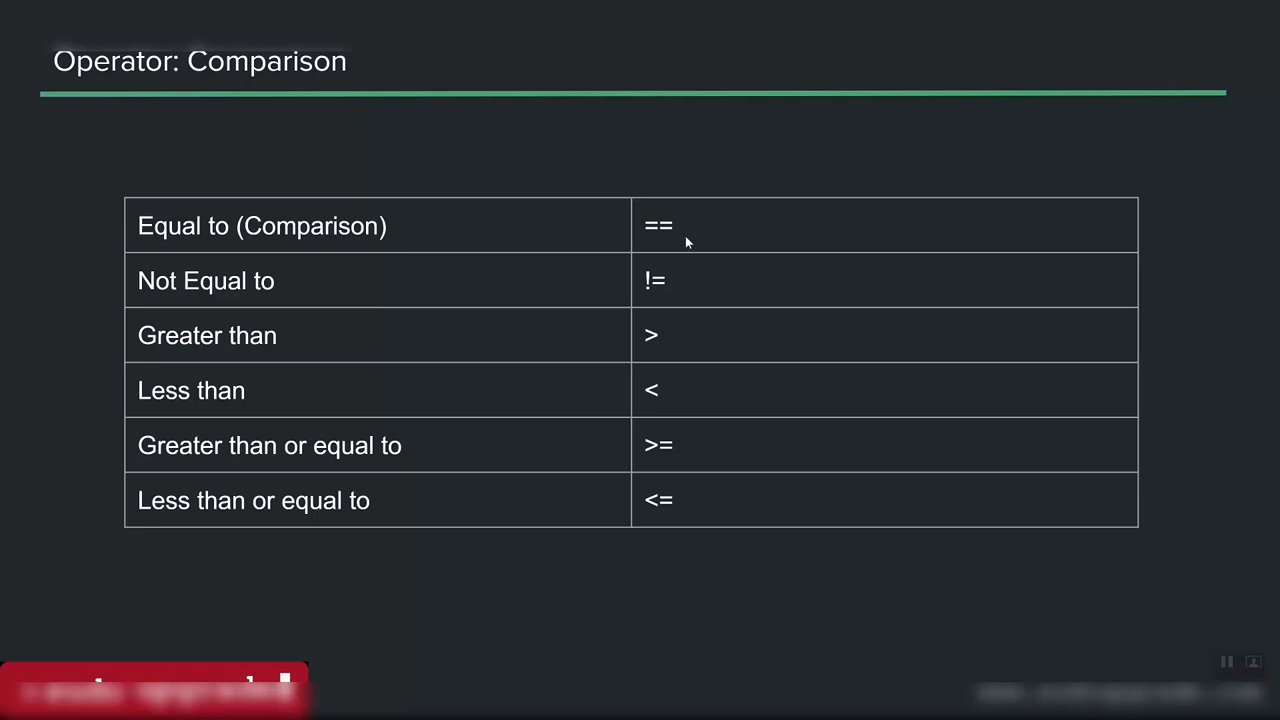 Operator: Comparison
Equal to (Comparison) ==
Not Equal to !=
Greater than >
Less than <
Greater than or equal to >=
Less than or equal to <=